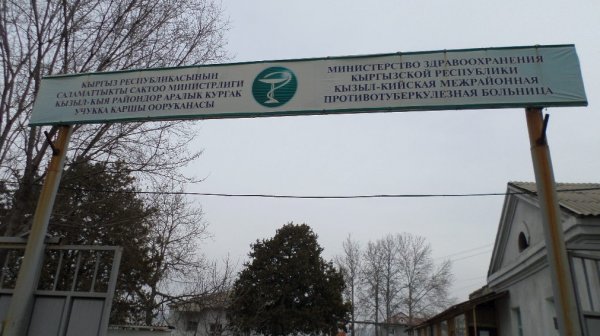 КЫРГЫЗ РЕСПУБЛИКАСЫНЫН
САЛАМАТТЫКТЫ САКТОО МИНИСТРЛИГИ
КЫЗЫЛ-КЫЯ РАЙОНДОР АРАЛЫК КУРГАК
УЧУККА КАРШЫ ООРУКАНАСЫ
МИНИСТЕРСТВО ЗДРАВООХРАНЕНИЯ
КЫРГЫЗСКОЙ РЕСПУБЛИКИ
КЫЗЫЛ-КИЙСКАЯ МЕЖРАЙОННАЯ
ПРОТИВОТУБЕРКУЛЕЗНАЯ БОЛЬНИЦА